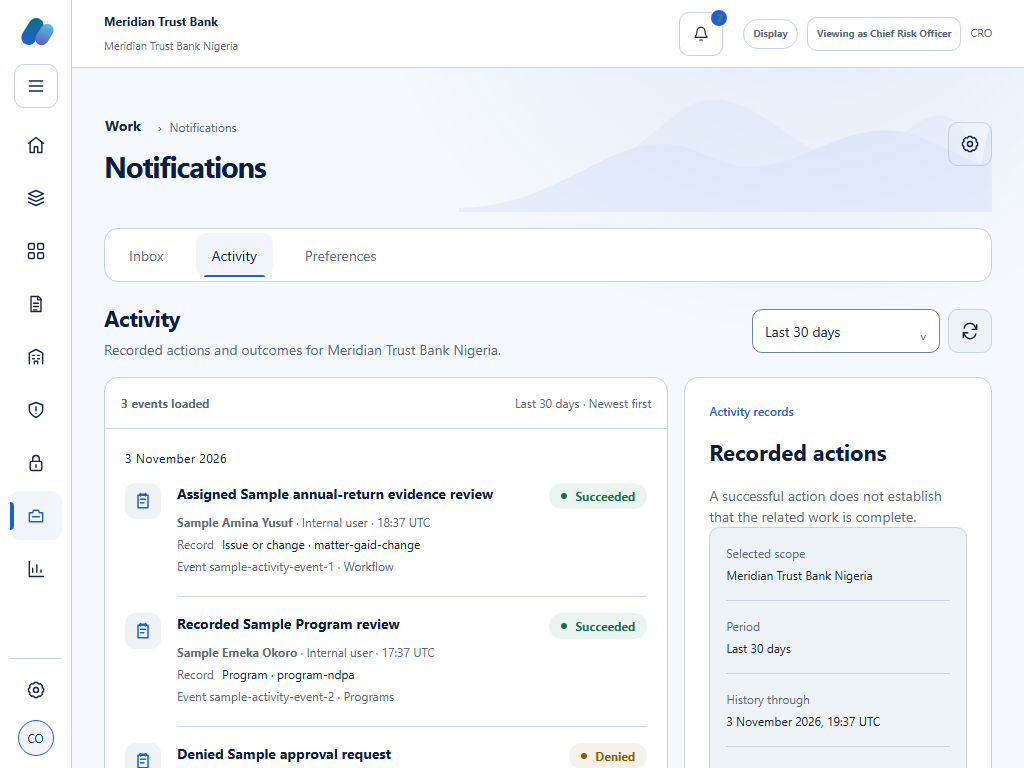 Meridian Trust Bank
Meridian Trust Bank Nigeria
Display
Viewing as Chief Risk Officer
CRO
Work › Notifications
Notifications
Inbox
Activity
Preferences
Activity
Recorded actions and outcomes for Meridian Trust Bank Nigeria.
Last 30 days
3 events loaded
Last 30 days · Newest first
3 November 2026
Assigned Sample annual-return evidence review
Succeeded
Sample Amina Yusuf · Internal user · 18:37 UTC
Record Issue or change · matter-gaid-change
Event sample-activity-event-1 · Workflow
Recorded Sample Program review
Succeeded
Sample Emeka Okoro · Internal user · 17:37 UTC
Record Program · program-ndpa
Event sample-activity-event-2 · Programs
Denied Sample approval request
Denied
Activity records
Recorded actions
A successful action does not establish
that the related work is complete.
Selected scope
Meridian Trust Bank Nigeria
Period
Last 30 days
History through
3 November 2026, 19:37 UTC
CO